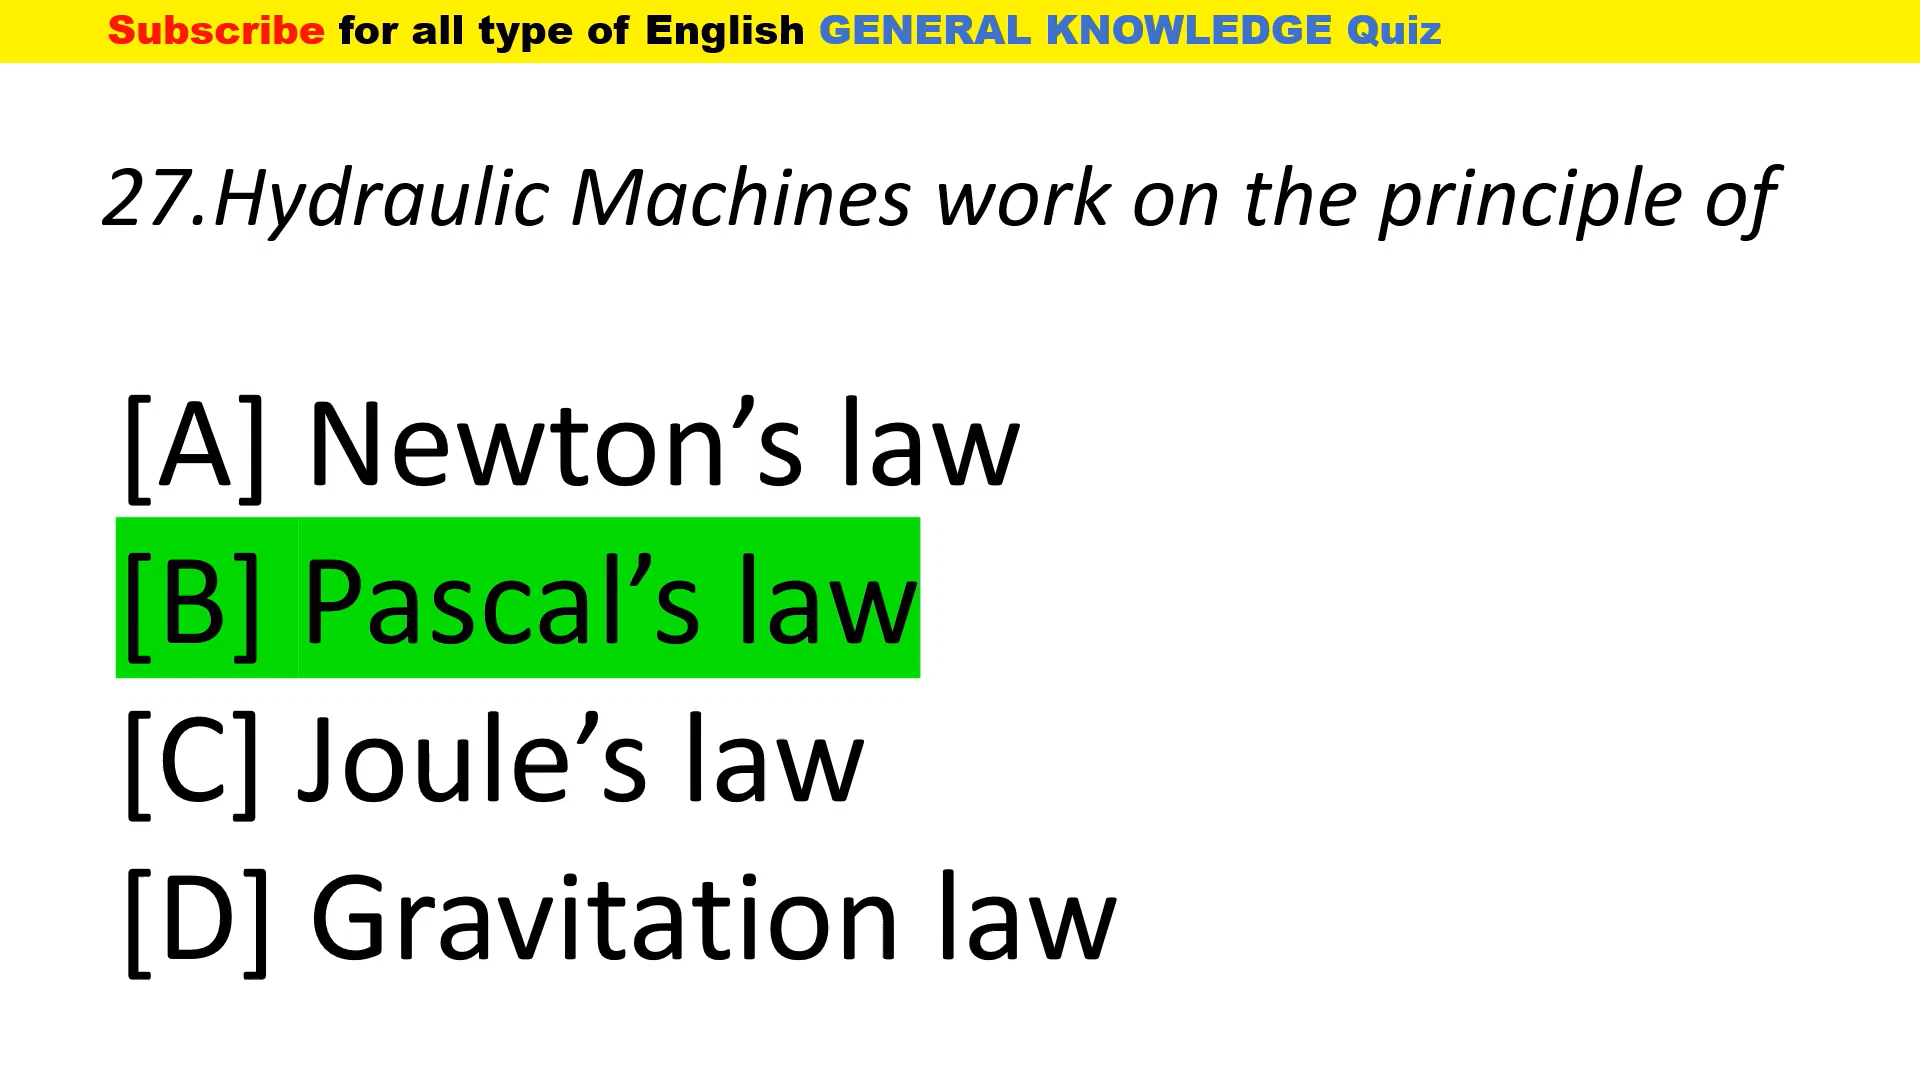 Subscribe for all type of English GENERAL KNOWLEDGE Quiz
27.Hydraulic Machines work on the principle of
[A] Newton’s law
[B] Pascal’s law
[C] Joule’s law
[D] Gravitation law